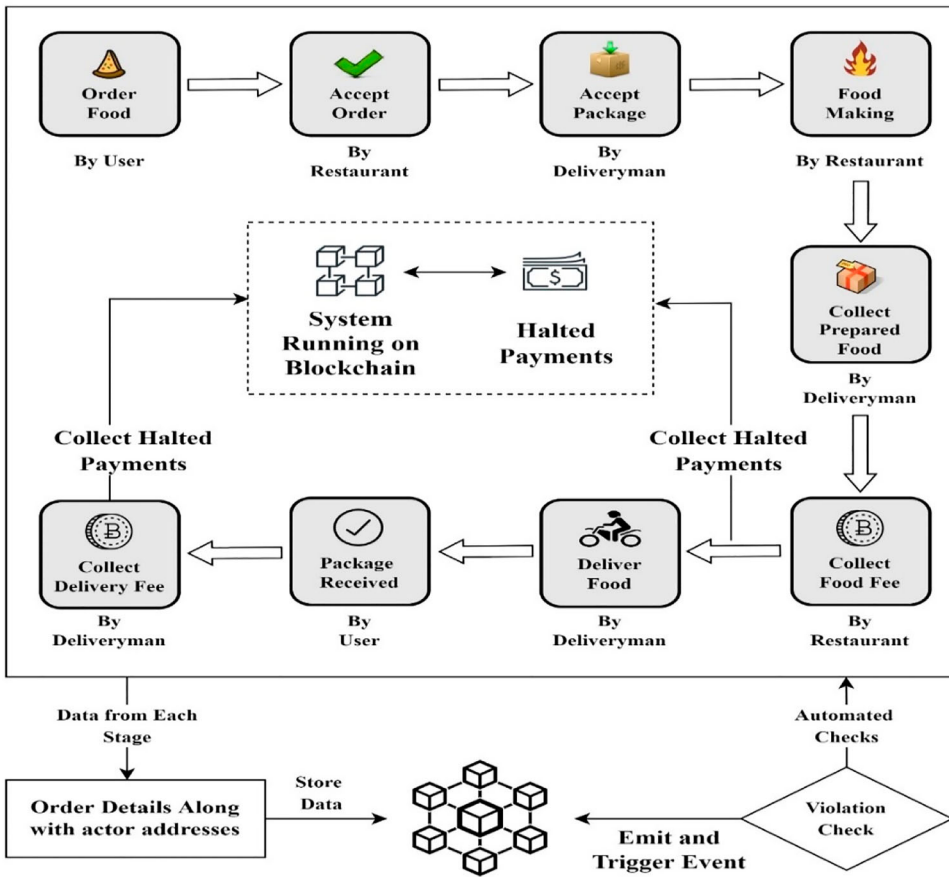 Order
Food
By User
Accept
Order
By
Restaurant
Accept
Package
By
Deliveryman
Food
Making
By Restaurant
System
Running on
Blockchain
$
Halted
Payments
Collect
Prepared
Food
By
Deliveryman
Collect Halted
Payments
Collect Halted
Payments
Collect
Delivery Fee
By
Deliveryman
Package
Received
By
User
Deliver
Food
By
Deliveryman
Collect
Food Fee
By
Restaurant
Data from Each
Stage
Automated
Checks
Order Details Along
with actor addresses
Store
Data
Emit and
Trigger Event
Violation
Check